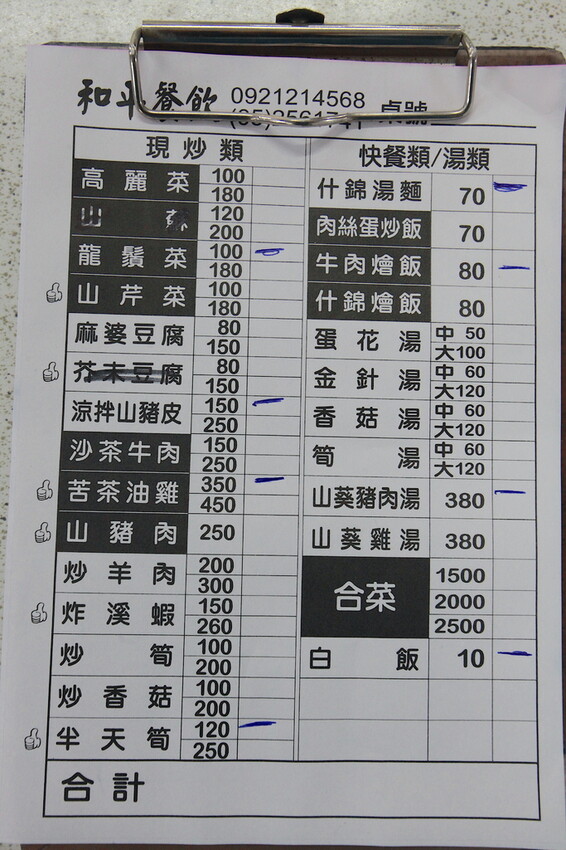 和平餐飲 0921214568 桌號
現炒類
高麗菜 100
180
山蘇 120
200
龍鬚菜 100
180
山芹菜 100
180
麻婆豆腐 80
150
芥末豆腐 80
150
涼拌山豬皮 150
250
沙茶牛肉 150
250
苦茶油雞 350
450
山豬肉 250
炒羊肉 200
300
炸溪蝦 150
260
炒筍 100
200
炒香菇 100
200
半天筍 120
250
快餐類/湯類
什錦湯麵 70
肉絲蛋炒飯 70
牛肉燴飯 80
什錦燴飯 80
蛋花湯 中 50
大100
金針湯 中 60
大120
香菇湯 中 60
大120
筍湯 中 60
大120
山葵豬肉湯 380
山葵雞湯 380
合菜 1500
2000
2500
白飯 10
合計